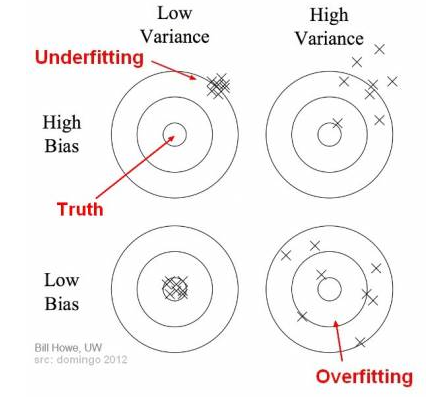 Low
Variance
High
Variance
Underfitting
High
Bias
Truth
Low
Bias
Bill Howe, UW
src: domingo 2012
Overfitting